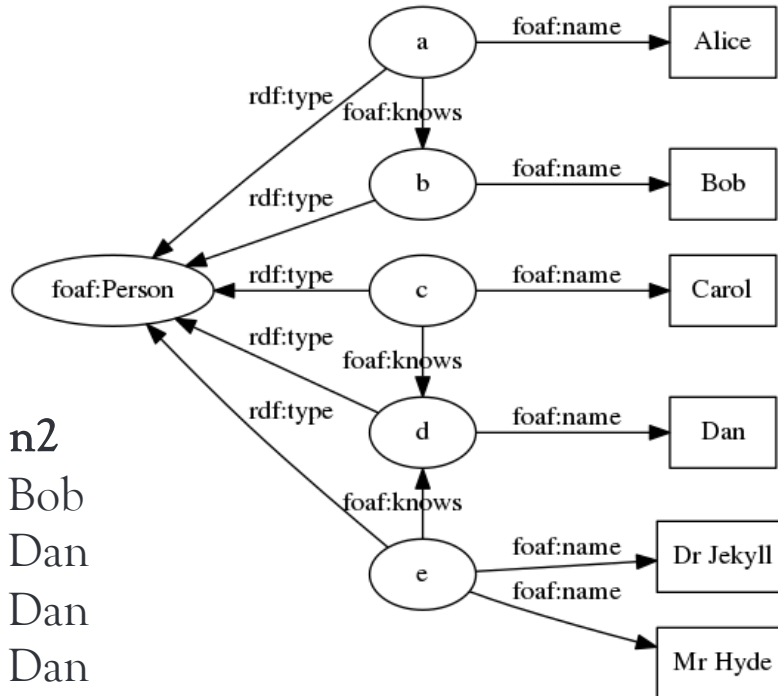 foaf:name
a
Alice
rdf:type
foaf:knows
foaf:name
b
Bob
rdf:type
foaf:Person
rdf:type
c
foaf:name
Carol
rdf:type
foaf:knows
foaf:name
d
Dan
rdf:type
foaf:knows
foaf:name
e
Dr Jekyll
foaf:name
Mr Hyde
n2
Bob
Dan
Dan
Dan